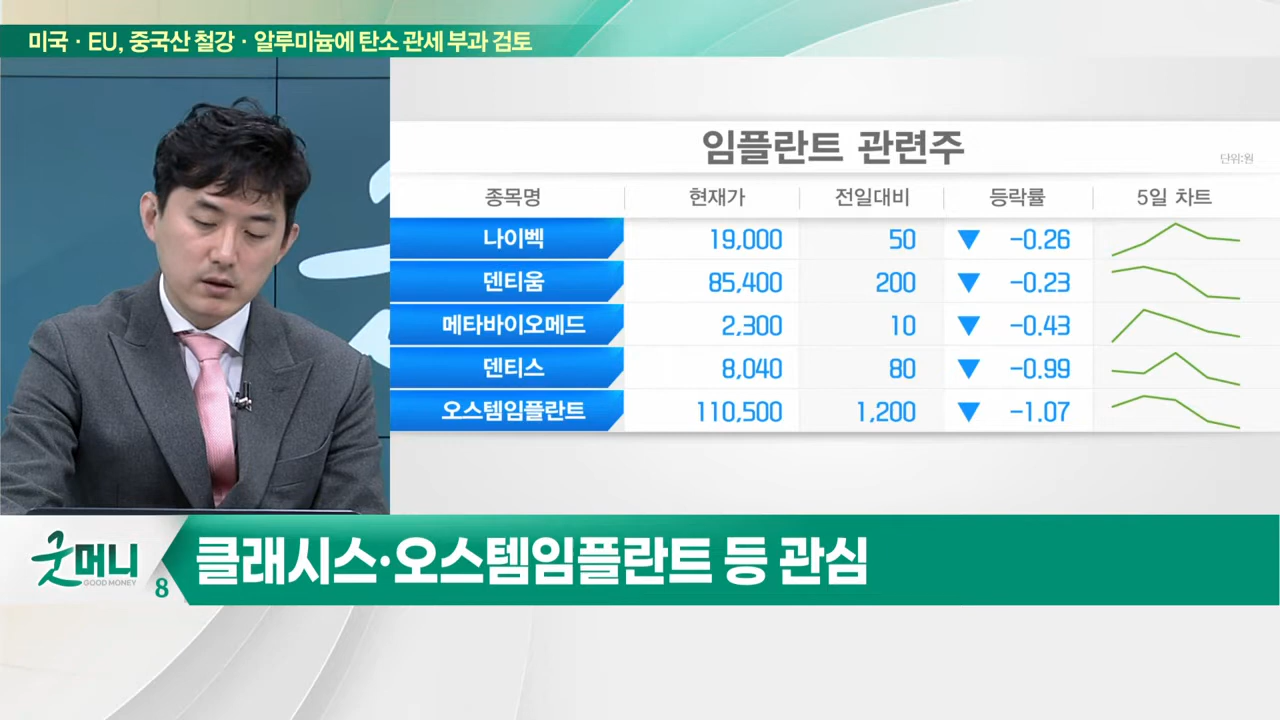 미국 · EU, 중국산 철강 · 알루미늄에 탄소 관세 부과 검토
임플란트 관련주
단위:원
종목명 현재가 전일대비 등락률 5일 차트
나이벡 19,000 50 ▼ -0.26
덴티움 85,400 200 ▼ -0.23
메타바이오메드 2,300 10 ▼ -0.43
덴티스 8,040 80 ▼ -0.99
오스템임플란트 110,500 1,200 ▼ -1.07
굿머니
GOOD MONEY
8
클래시스·오스템임플란트 등 관심